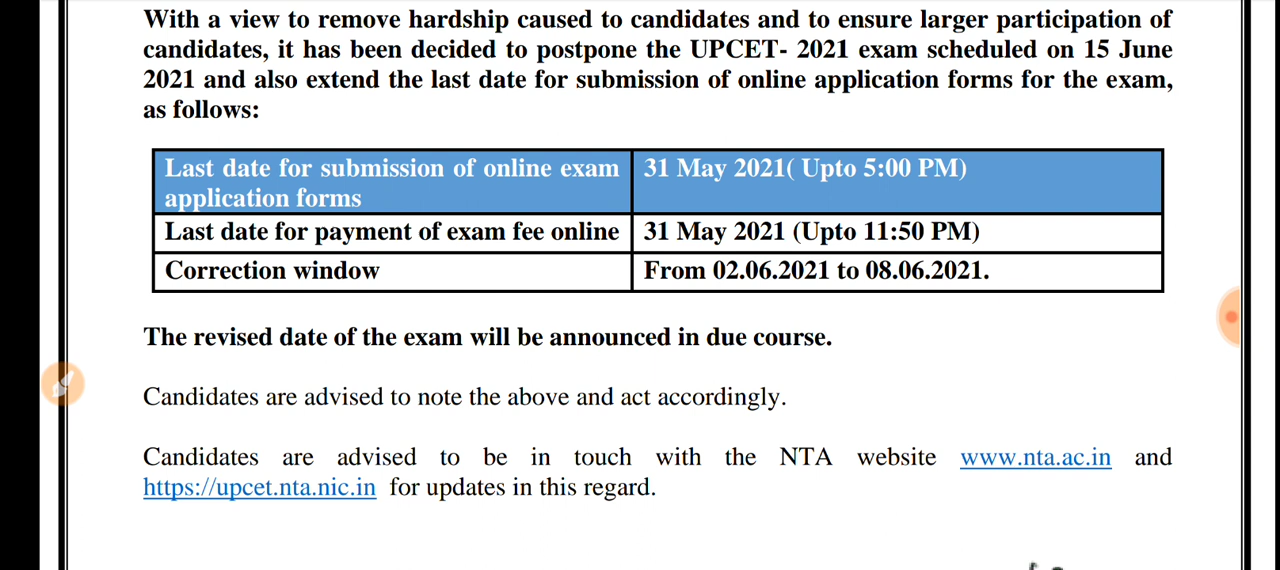 With a view to remove hardship caused to candidates and to ensure larger participation of
candidates, it has been decided to postpone the UPCET- 2021 exam scheduled on 15 June
2021 and also extend the last date for submission of online application forms for the exam,
as follows:
Last date for submission of online exam
application forms
31 May 2021( Upto 5:00 PM)
Last date for payment of exam fee online
31 May 2021 (Upto 11:50 PM)
Correction window
From 02.06.2021 to 08.06.2021.
The revised date of the exam will be announced in due course.
Candidates are advised to note the above and act accordingly.
Candidates are advised to be in touch with the NTA website www.nta.ac.in and
https://upcet.nta.nic.in for updates in this regard.